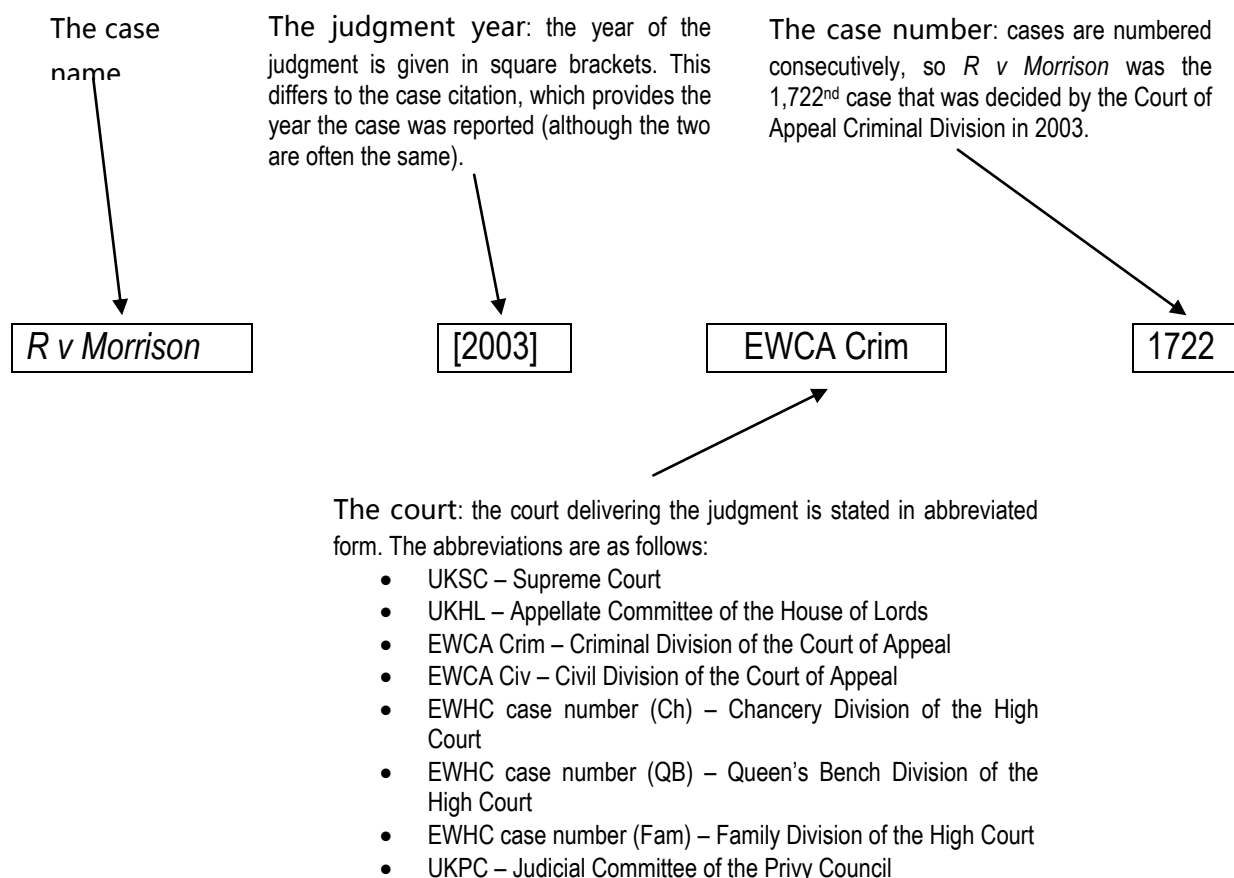 The case
name
The judgment year: the year of the
judgment is given in square brackets. This
differs to the case citation, which provides the
year the case was reported (although the two
are often the same).
The case number: cases are numbered
consecutively, so R v Morrison was the
1,722nd case that was decided by the Court of
Appeal Criminal Division in 2003.
R v Morrison
[2003]
EWCA Crim
1722
The court: the court delivering the judgment is stated in abbreviated
form. The abbreviations are as follows:
• UKSC – Supreme Court
• UKHL – Appellate Committee of the House of Lords
• EWCA Crim – Criminal Division of the Court of Appeal
• EWCA Civ – Civil Division of the Court of Appeal
• EWHC case number (Ch) – Chancery Division of the High
Court
• EWHC case number (QB) – Queen's Bench Division of the
High Court
• EWHC case number (Fam) – Family Division of the High Court
• UKPC – Judicial Committee of the Privy Council